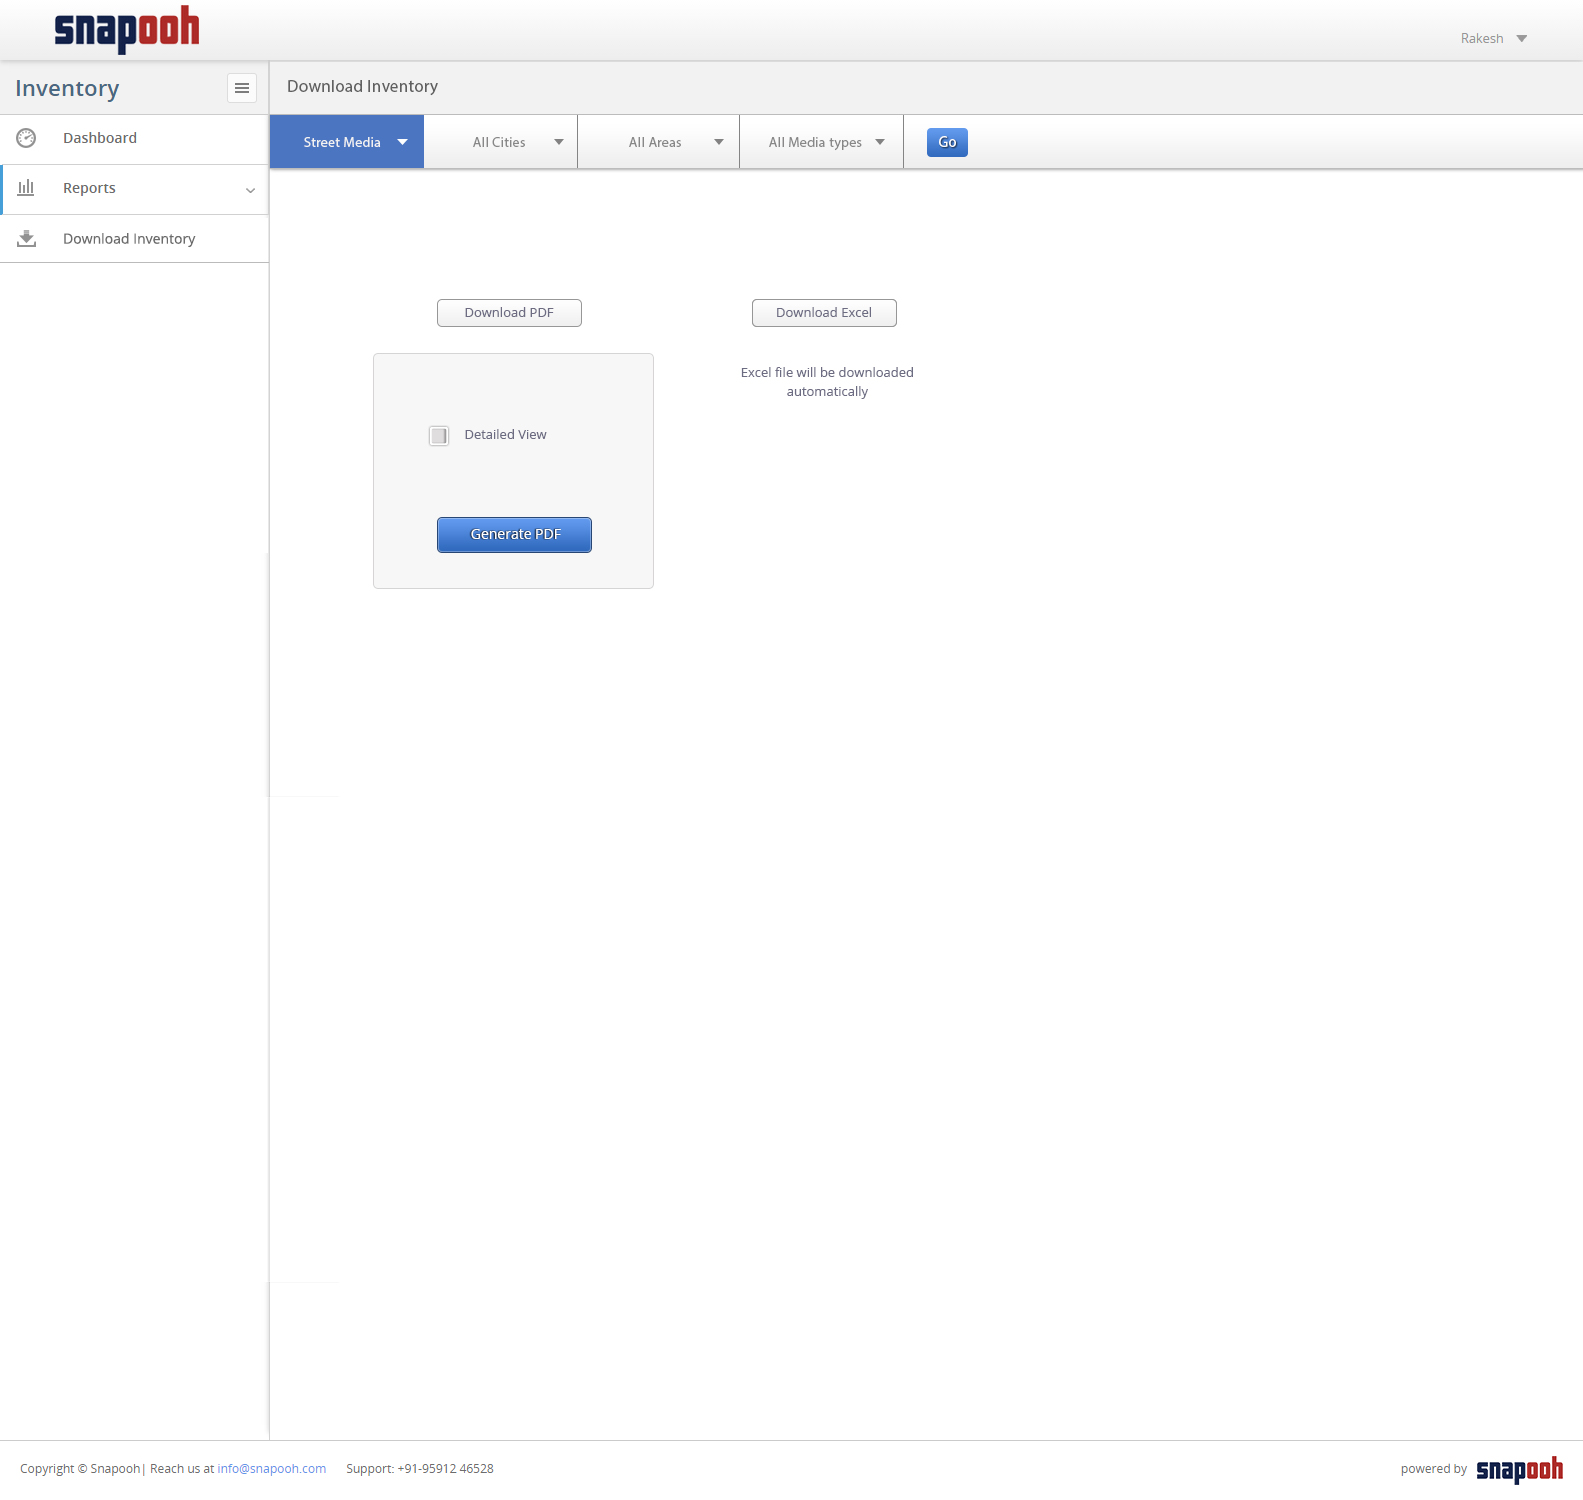 snapooh
Rakesh
Inventory
Download Inventory
Street Media
All Cities
All Areas
All Media types
Go
Dashboard
Reports
Download Inventory
Download PDF
Download Excel
Excel file will be downloaded
automatically
Detailed View
Generate PDF
Copyright © Snapooh| Reach us at info@snapooh.com Support: +91-95912 46528
powered by snapooh